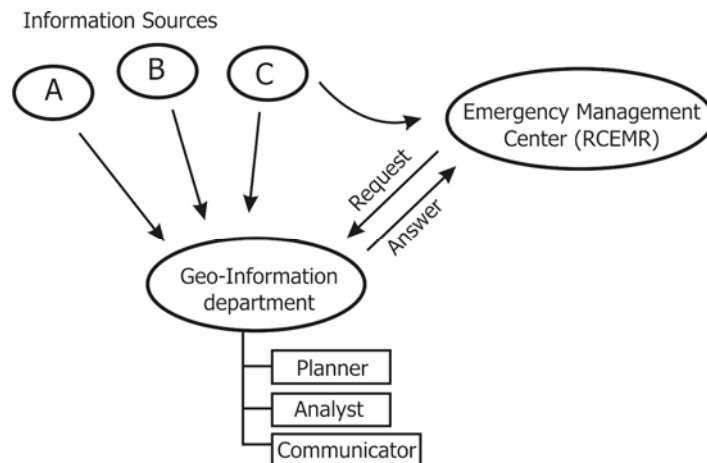 Information Sources
A
B
C
Emergency Management
Center (RCEMR)
Request
Answer
Geo-Information
department
Planner
Analyst
Communicator